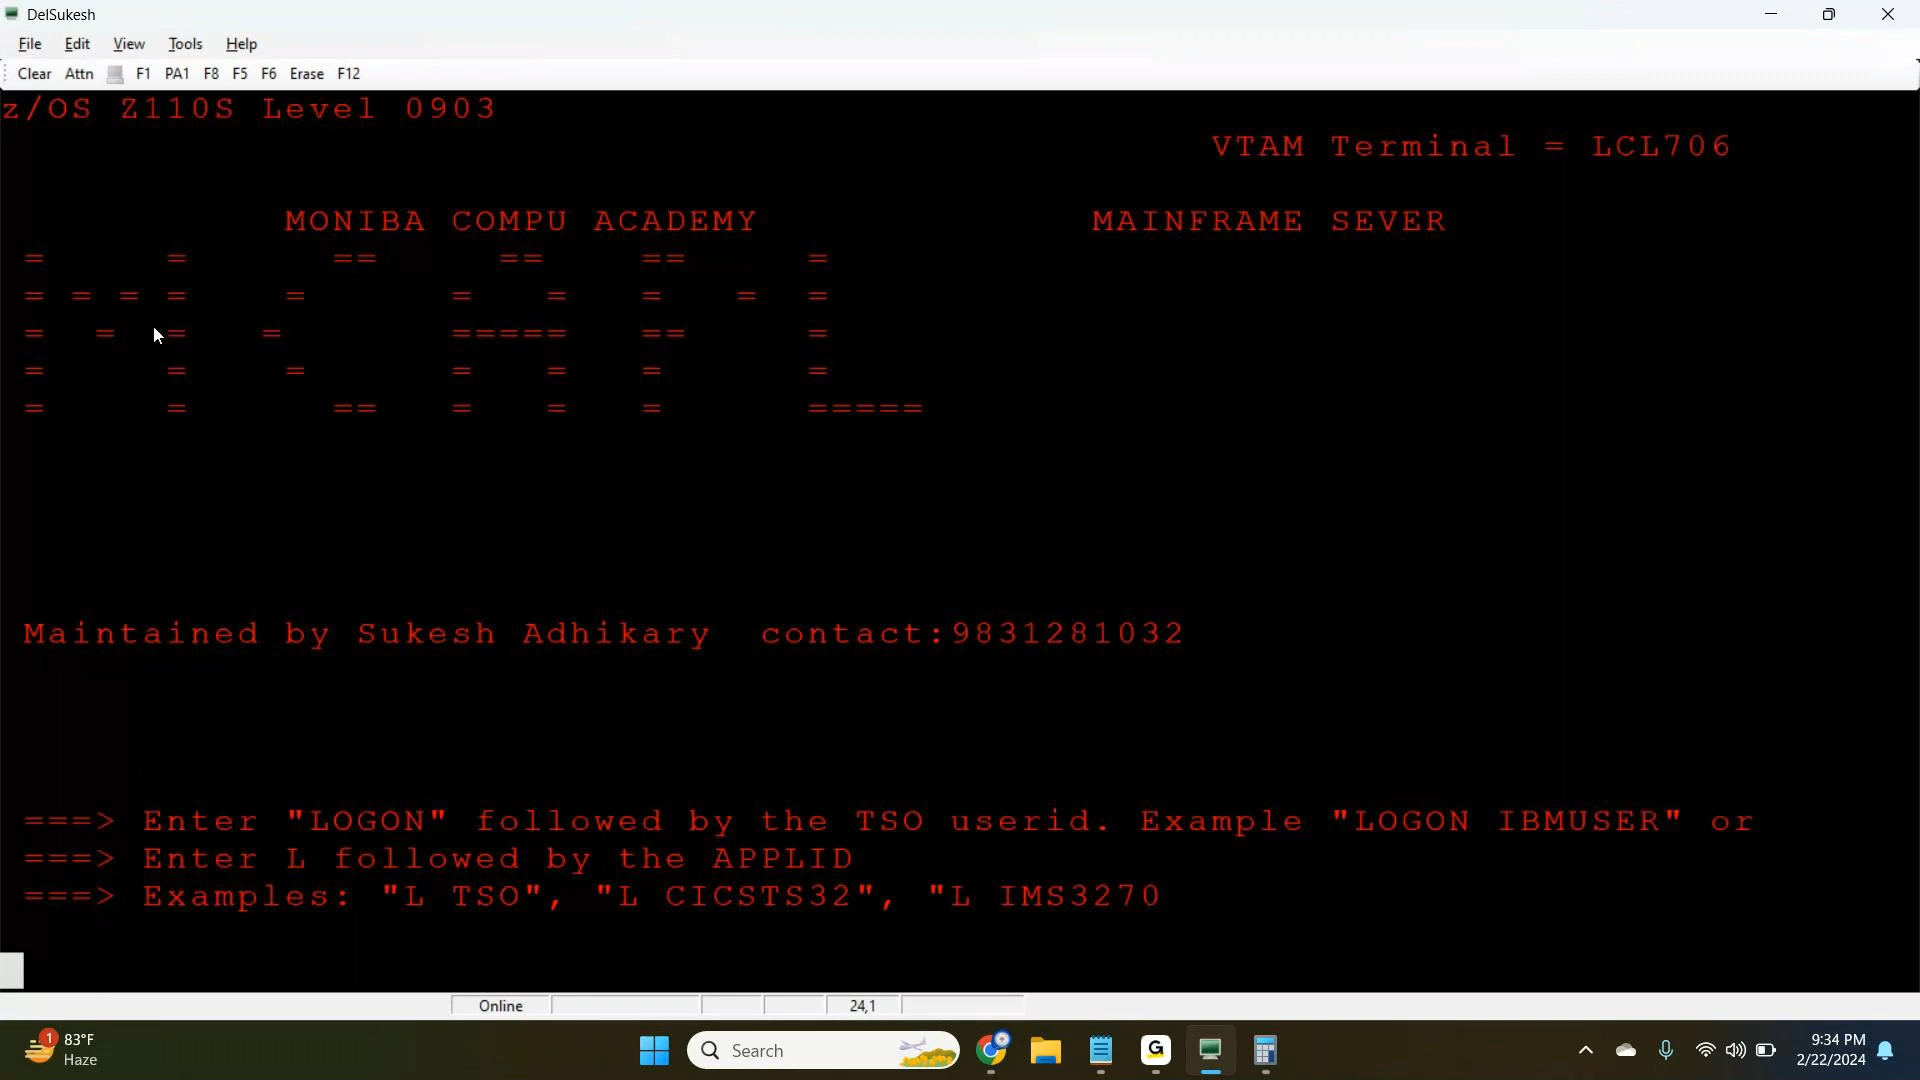 DelSukesh
File Edit View Tools Help
Clear Attn F1 PA1 F8 F5 F6 Erase F12
z/OS Z110S Level 0903
VTAM Terminal = LCL706
MONIBA COMPU ACADEMY MAINFRAME SEVER
= = == == == =
= = = = = = = = = =
= = = = ===== == =
= = = = = = =
= = == = = = =====
Maintained by Sukesh Adhikary contact:9831281032
===> Enter "LOGON" followed by the TSO userid. Example "LOGON IBMUSER" or
===> Enter L followed by the APPLID
===> Examples: "L TSO", "L CICSTS32", "L IMS3270
Online 24,1
1 83°F
Haze
Search
G
9:34 PM
2/22/2024